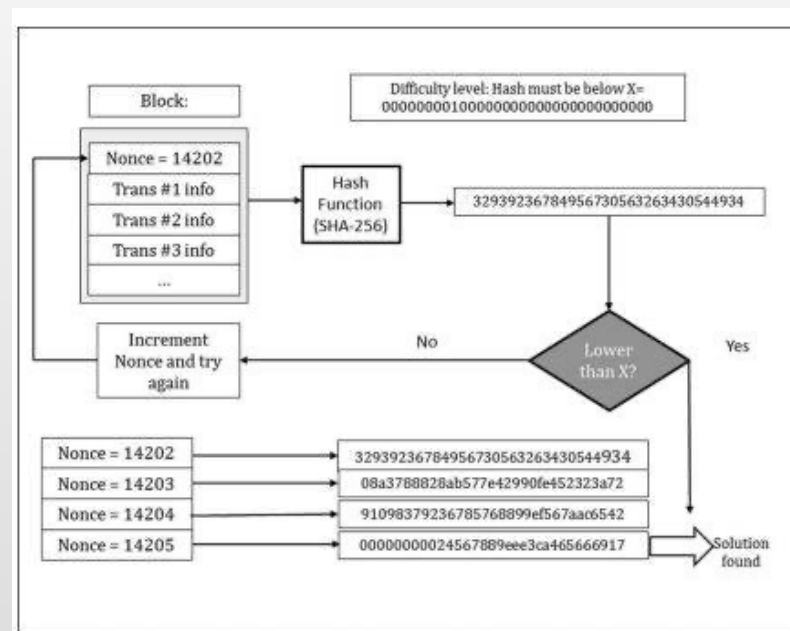 Block:
Difficulty level: Hash must be below X=
00000000100000000000000000000000
Nonce = 14202
Trans #1 info
Trans #2 info
Trans #3 info
...
Hash
Function
(SHA-256)
32939236784956730563263430544934
Increment
Nonce and try
again
No
Lower
than X?
Yes
Nonce = 14202
32939236784956730563263430544934
Nonce = 14203
08a3788828ab577e42990fe452323a72
Nonce = 14204
91098379236785768899ef567aac6542
Nonce = 14205
00000000024567889eee3ca465666917
Solution
found